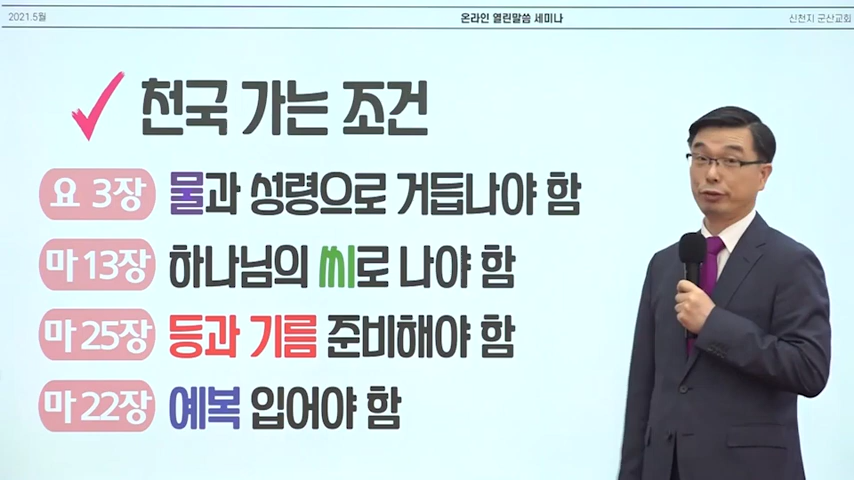 2021.5월
온라인 열린말씀 세미나
신천지 군산교회
천국 가는 조건
요 3장 물과 성령으로 거듭나야 함
마 13장 하나님의 씨로 나야 함
마 25장 등과 기름 준비해야 함
마 22장 예복 입어야 함